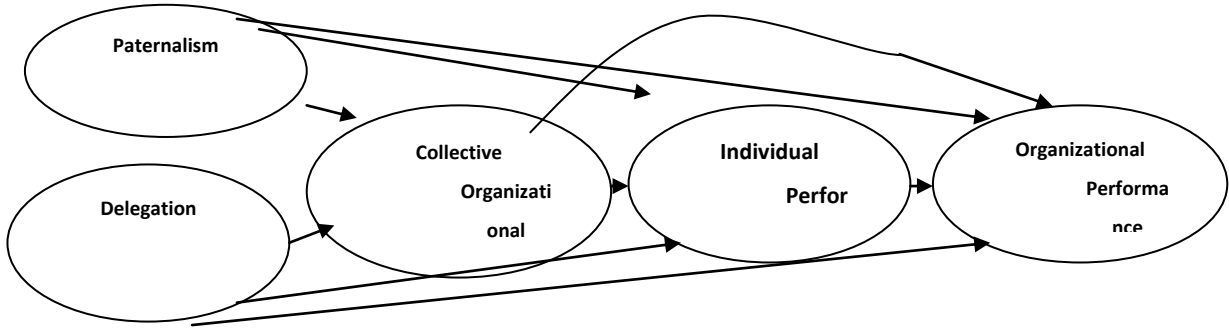 Paternalism
Delegation
Collective
Organizati
onal
Individual
Perfor
Organizational
Performa
nce